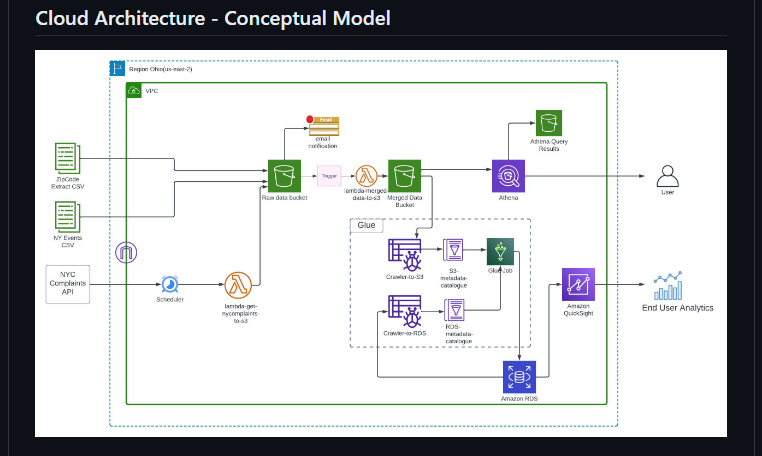 Cloud Architecture - Conceptual Model
Region Ohio(us-east-2)
VPC
Email
email
notification
Athena Query
Results
ZipCode
Extract CSV
Raw data bucket
Trigger
lambda-merged
data-to-s3
Merged Data
Bucket
Athena
User
NY Events
CSV
Glue
NYC
Complaints
API
Scheduler
lambda-get-
nycomplaints-
to-s3
Crawler-to-S3
S3-
metadata-
catalogue
Glue Job
Crawler-to-RDS
RDS-
metadata-
catalogue
Amazon
QuickSight
End User Analytics
Amazon RDS